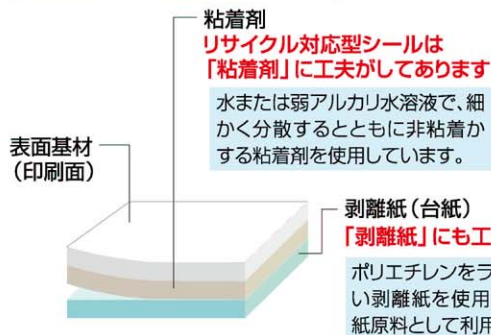 粘着剤
リサイクル対応型シールは
「粘着剤」に工夫がしてあります
水または弱アルカリ水溶液で、細
かく分散するとともに非粘着か
する粘着剤を使用しています。
表面基材
(印刷面)
剥離紙(台紙)
「剥離紙」にも工
ポリエチレンをラ
い剥離紙を使用
紙原料として利用